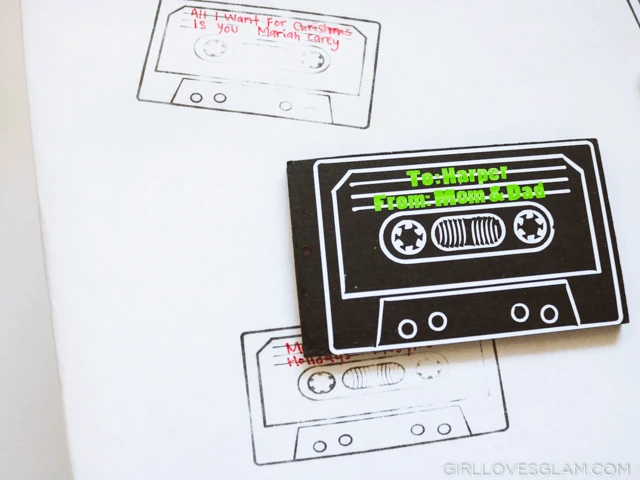 All I Want For Christmas
Is you Mariah Carey
To: Harper
From: Mom & Dad
GIRLLOVESGLAM.COM